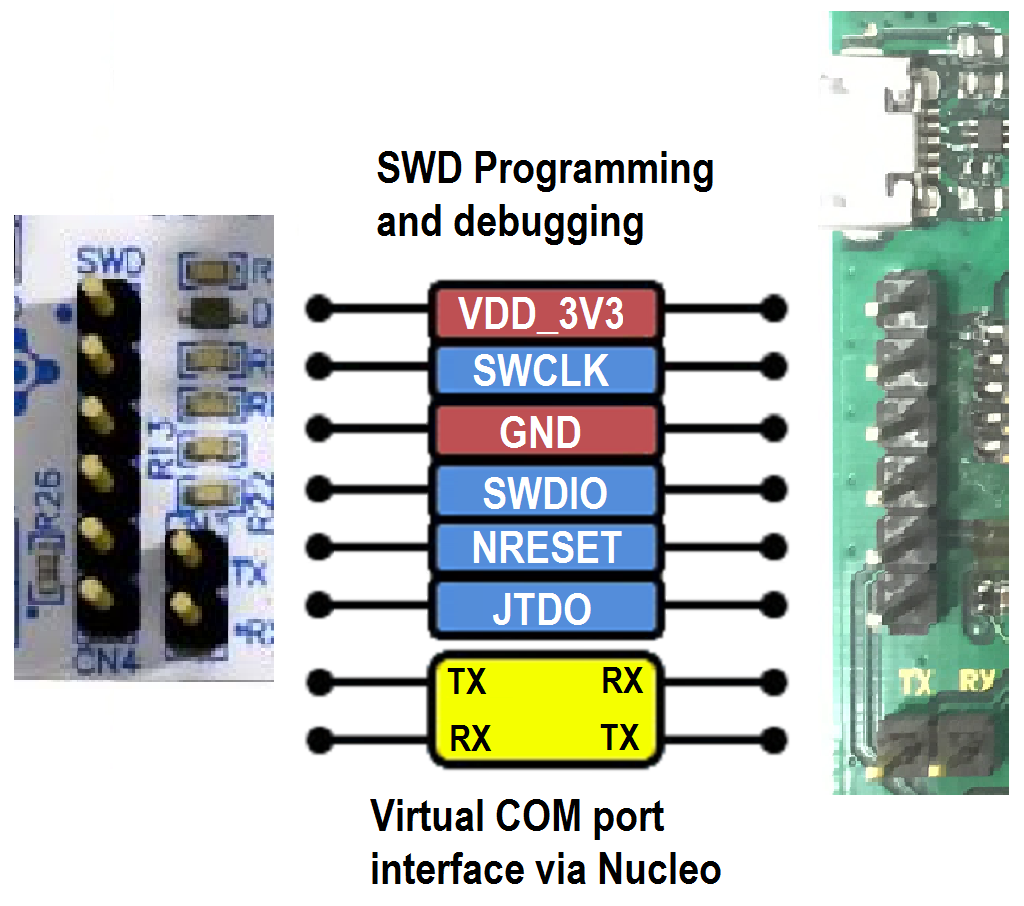 SWD Programming
and debugging
SWD
R13
R26
R22
TX
CN4
VDD_3V3
SWCLK
GND
SWDIO
NRESET
JTDO
TX RX
RX TX
TX RX
Virtual COM port
interface via Nucleo